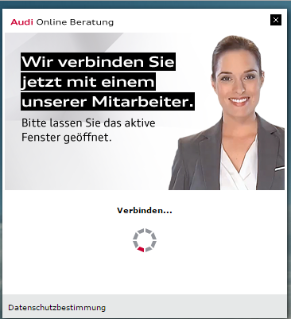 Audi Online Beratung
Wir verbinden Sie
jetzt mit einem
unserer Mitarbeiter.
Bitte lassen Sie das aktive
Fenster geöffnet.
Verbinden...
Datenschutzbestimmung